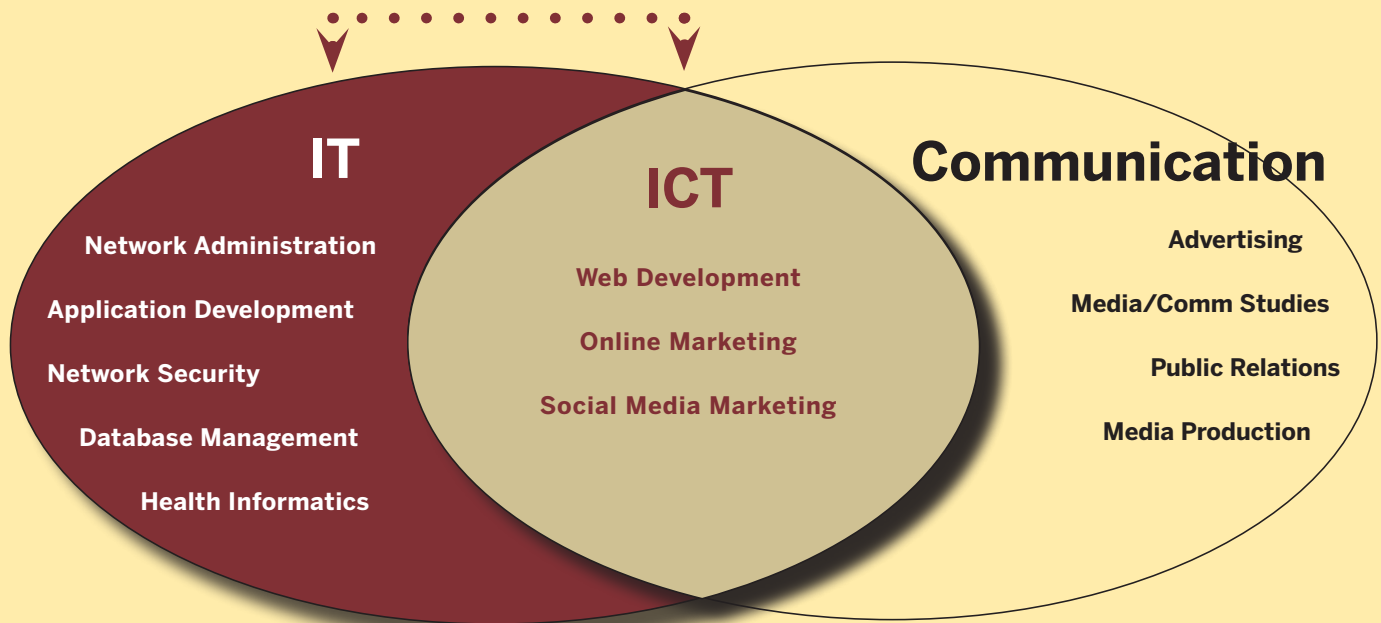 IT
Network Administration
Application Development
Network Security
Database Management
Health Informatics
ICT
Web Development
Online Marketing
Social Media Marketing
Communication
Advertising
Media/Comm Studies
Public Relations
Media Production